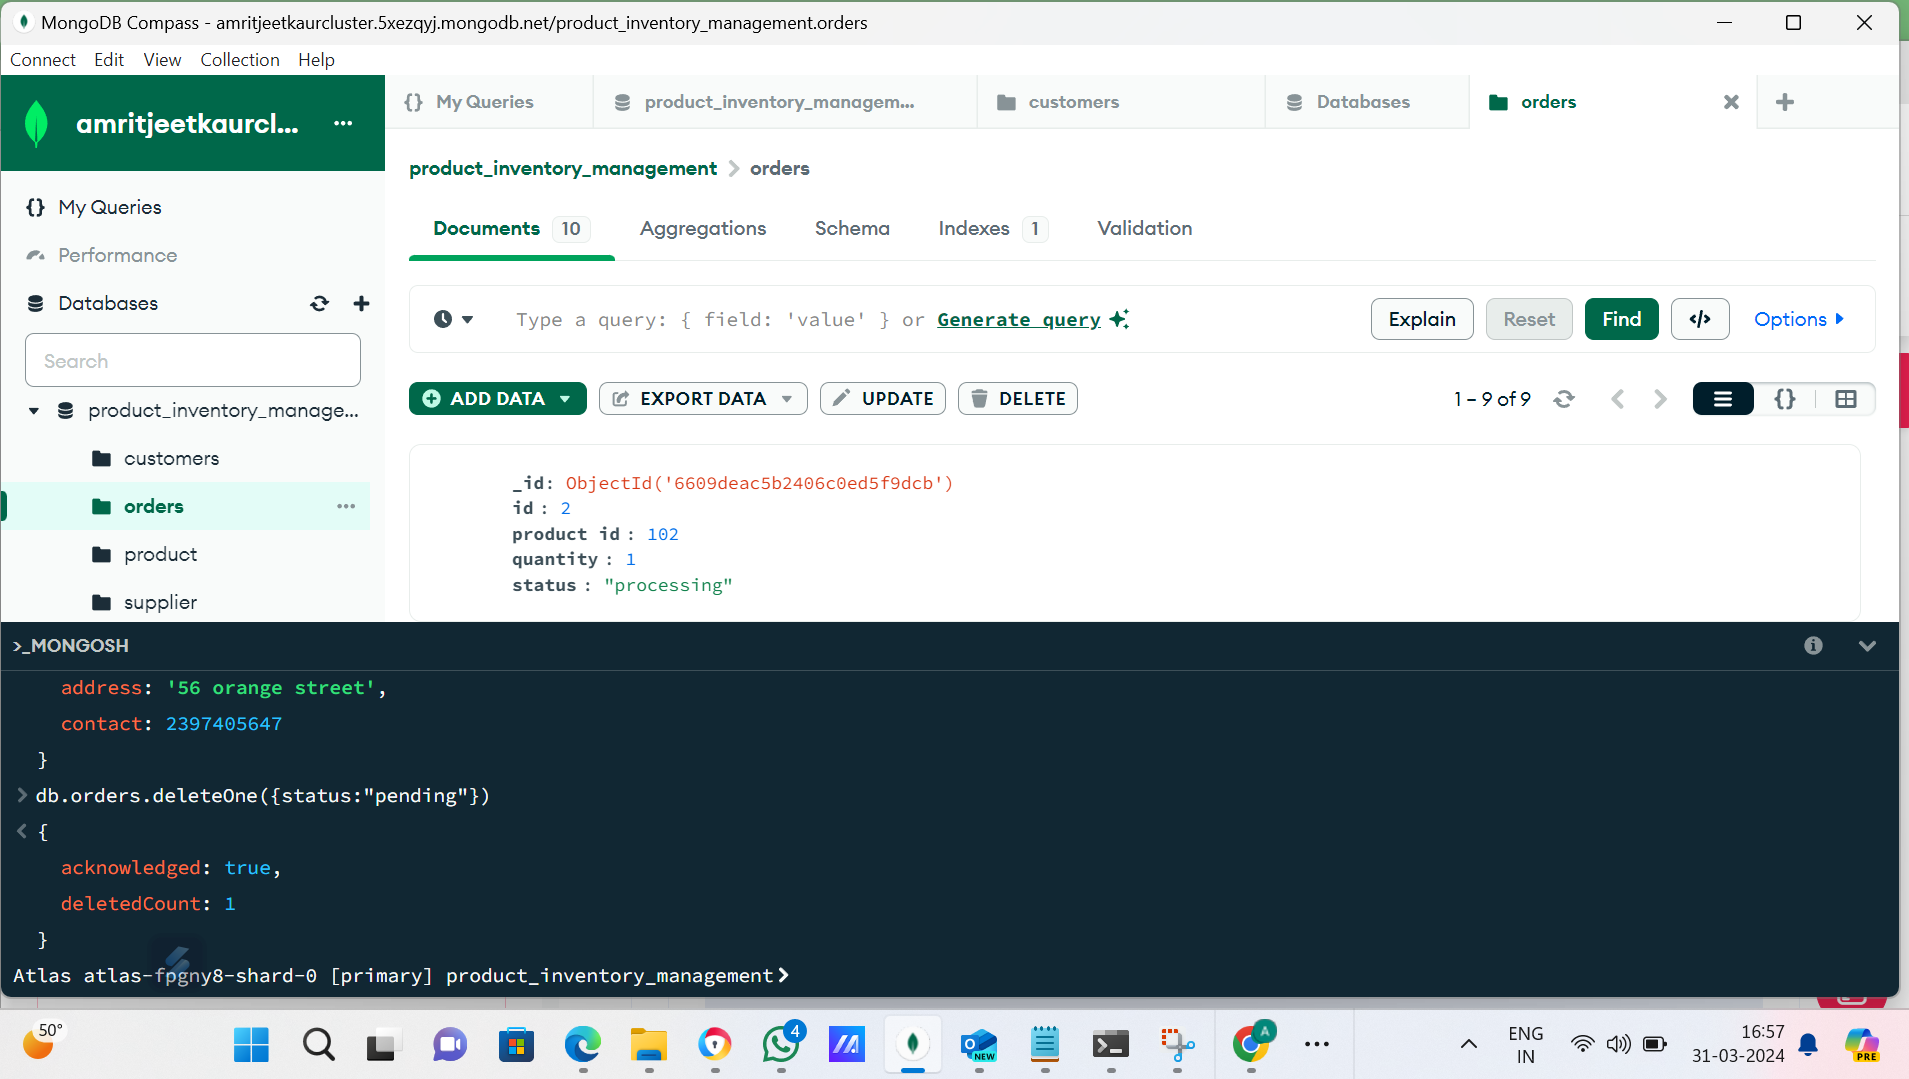 MongoDB Compass - amritjeetkaurcluster.5xezqyj.mongodb.net/product_inventory_management.orders
Connect Edit View Collection Help
amritjeetkaurcl... ...
{} My Queries
product_inventory_managem...
customers
Databases
orders
My Queries
Performance
Databases
Search
product_inventory_manage...
customers
orders
product
supplier
product_inventory_management > orders
Documents 10 Aggregations Schema Indexes 1 Validation
Type a query: { field: 'value' } or Generate query
Explain Reset Find </> Options
ADD DATA EXPORT DATA UPDATE DELETE
1 – 9 of 9
{}
_id: ObjectId('6609deac5b2406c0ed5f9dcb')
id : 2
product id : 102
quantity : 1
status : "processing"
>_MONGOSH
address: '56 orange street',
contact: 2397405647
}
> db.orders.deleteOne({status:"pending"})
< {
acknowledged: true,
deletedCount: 1
}
Atlas atlas-fpgny8-shard-0 [primary] product_inventory_management>
50°
4
NEW
A
ENG
IN
16:57
31-03-2024
PRE